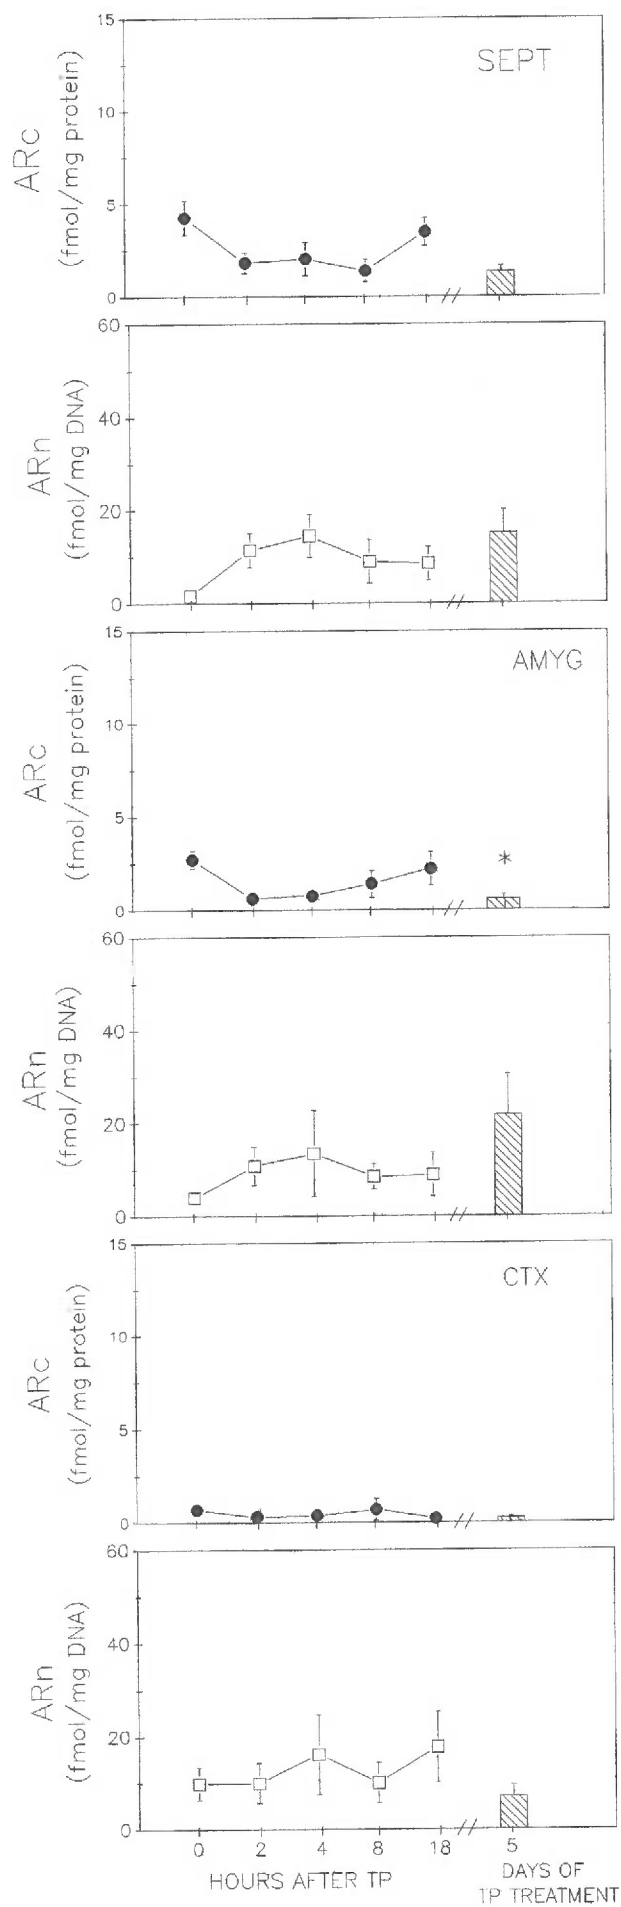 SEPT
ARc
(fmol/mg protein)
15
10
5
0
ARn
(fmol/mg DNA)
60
40
20
0
AMYG
ARc
(fmol/mg protein)
15
10
5
0
*
ARn
(fmol/mg DNA)
60
40
20
0
CTX
ARc
(fmol/mg protein)
15
10
5
0
ARn
(fmol/mg DNA)
60
40
20
0
0 2 4 8 18 5
HOURS AFTER TP
DAYS OF
TP TREATMENT